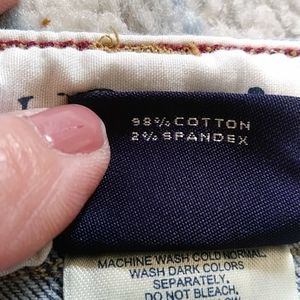 98% COTTON
2% SPANDEX
MACHINE WASH COLD NORMAL.
WASH DARK COLORS
SEPARATELY.
DO NOT BLEACH.